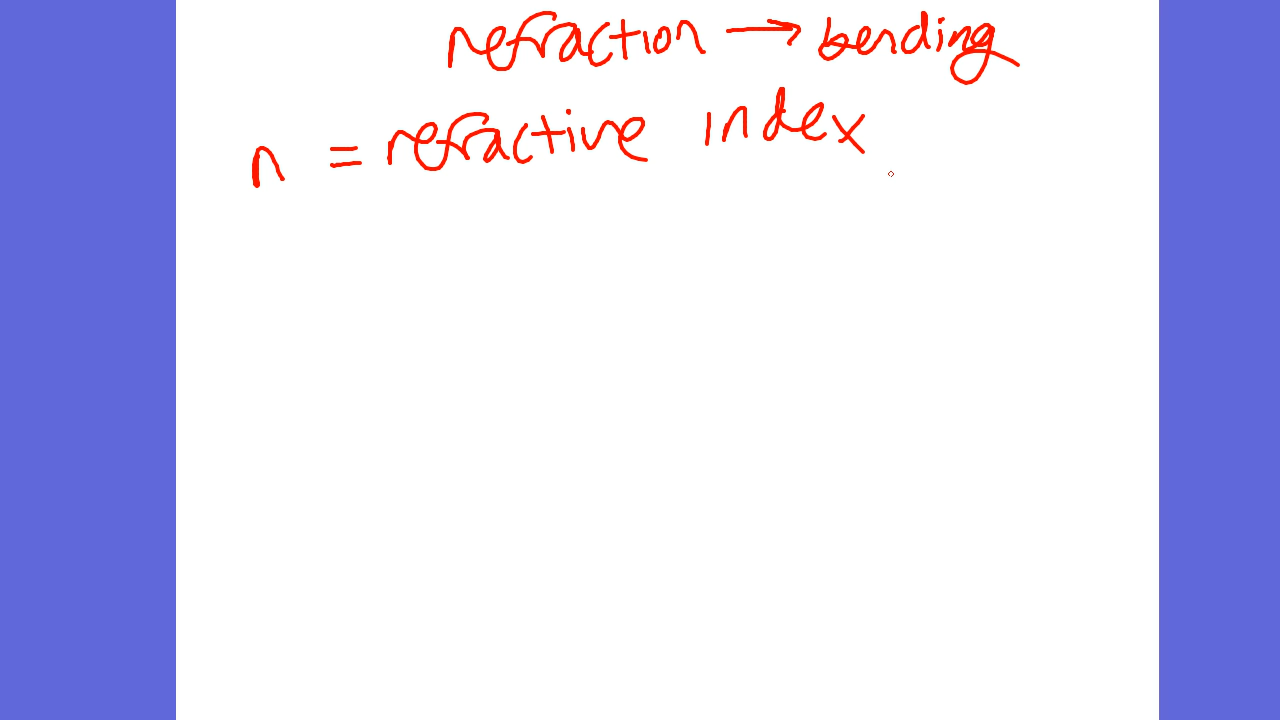 refraction → bending
n = refractive index